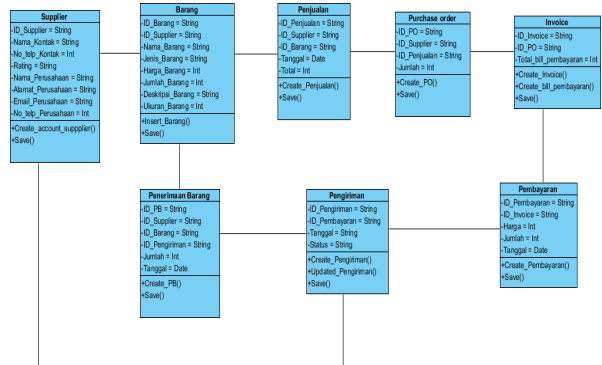 Supplier
-ID_Supplier = String
-Nama_Kontak = String
-No_telp_Kontak = Int
-Rating = String
-Nama_Perusahaan = String
-Alamat_Perusahaan = String
-Email_Perusahaan = String
-No_telp_Perusahaan = Int
+Create_account_suppplier()
+Save()
Barang
-ID_Barang = String
-ID_Supplier = String
-Nama_Barang = String
-Jenis_Barang = String
-Harga_Barang = Int
-Jumlah_Barang = Int
-Deskripsi_Barang = String
-Ukuran_Barang = Int
+Insert_Barang()
+Save()
Penjualan
-ID_Penjualan = String
-ID_Supplier = String
-ID_Barang = String
-Tanggal = Date
-Total = Int
+Create_Penjualan()
+Save()
Purchase order
-ID_PO = String
-ID_Supplier = String
-ID_Penjualan = String
-Jumlah = Int
+Create_PO()
+Save()
Invoice
-ID_Invoice = String
-ID_PO = String
-Total_bill_pembayaran = Int
+Create_Invoice()
+Create_bill_pembayaran()
+Save()
Penerimaan Barang
-ID_PB = String
-ID_Supplier = String
-ID_Barang = String
-ID_Pengiriman = String
-Jumlah = Int
-Tanggal = Date
+Create_PB()
+Save()
Pengiriman
-ID_Pengiriman = String
-ID_Pembayaran = String
-Tanggal = String
-Status = String
+Create_Pengiriman()
+Updated_Pengiriman()
+Save()
Pembayaran
-ID_Pembayaran = String
-ID_Invoice = String
-Harga = Int
-Jumlah = Int
-Tanggal = Date
+Create_Pembayaran()
+Save()